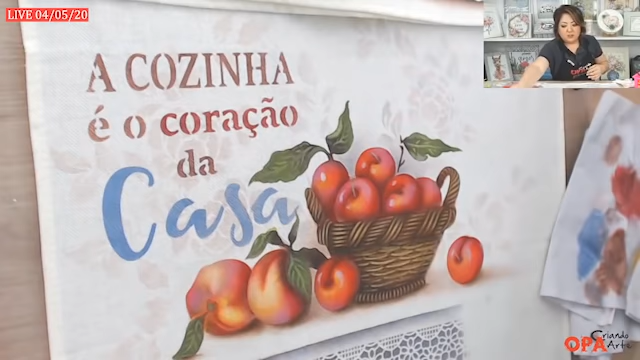 LIVE 04/05/20
A COZINHA
é o coração
da
Casa
OPA
Criando
Arte